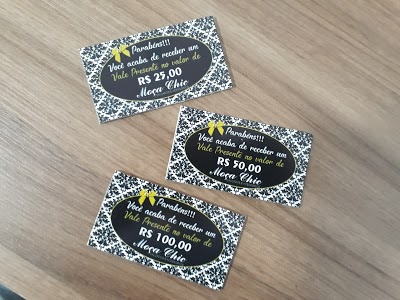 Parabéns!!!
Você acaba de receber um
Vale Presente no valor de
R$ 25,00
Moça Chic
Parabéns!!!
Você acaba de receber um
Vale Presente no valor de
R$ 50,00
Moça Chic
Parabéns!!!
Você acaba de receber um
Vale Presente no valor de
R$ 100,00
Moça Chic